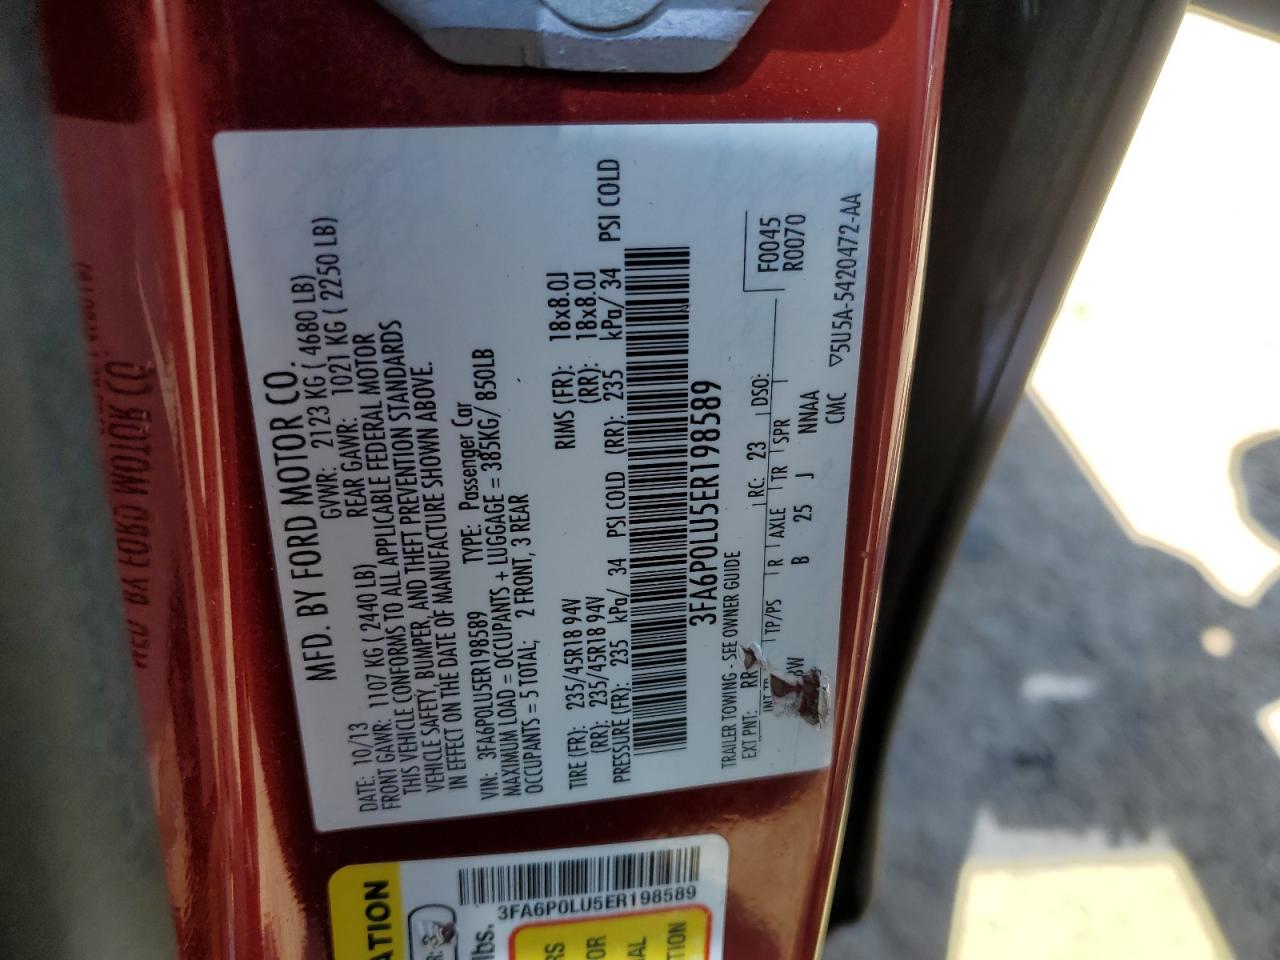 MFD. BY FORD MOTOR CO.
DATE: 10/13 GVWR: 2123 KG ( 4680 LB)
FRONT GAWR: 1107 KG ( 2440 LB) REAR GAWR: 1021 KG ( 2250 LB)
THIS VEHICLE CONFORMS TO ALL APPLICABLE FEDERAL MOTOR
VEHICLE SAFETY, BUMPER, AND THEFT PREVENTION STANDARDS
IN EFFECT ON THE DATE OF MANUFACTURE SHOWN ABOVE.
VIN: 3FA6P0LU5ER198589 TYPE: Passenger Car
MAXIMUM LOAD = OCCUPANTS + LUGGAGE = 385KG/ 850LB
OCCUPANTS = 5 TOTAL; 2 FRONT, 3 REAR
TIRE (FR): 235/45R18 94V RIMS (FR): 18x8.0J
(RR): 235/45R18 94V (RR): 18x8.0J
PRESSURE (FR): 235 kPa/ 34 PSI COLD (RR): 235 kPa/ 34 PSI COLD
3FA6P0LU5ER198589
TRAILER TOWING - SEE OWNER GUIDE
F0045
R0070
EXT PNT: RR RC: 23 DSO:
INT TP/PS R AXLE TR SPR
6W B 25 J NNAA
CMC
▽5U5A-5420472-AA
ATION
3FA6P0LU5ER198589
lbs.